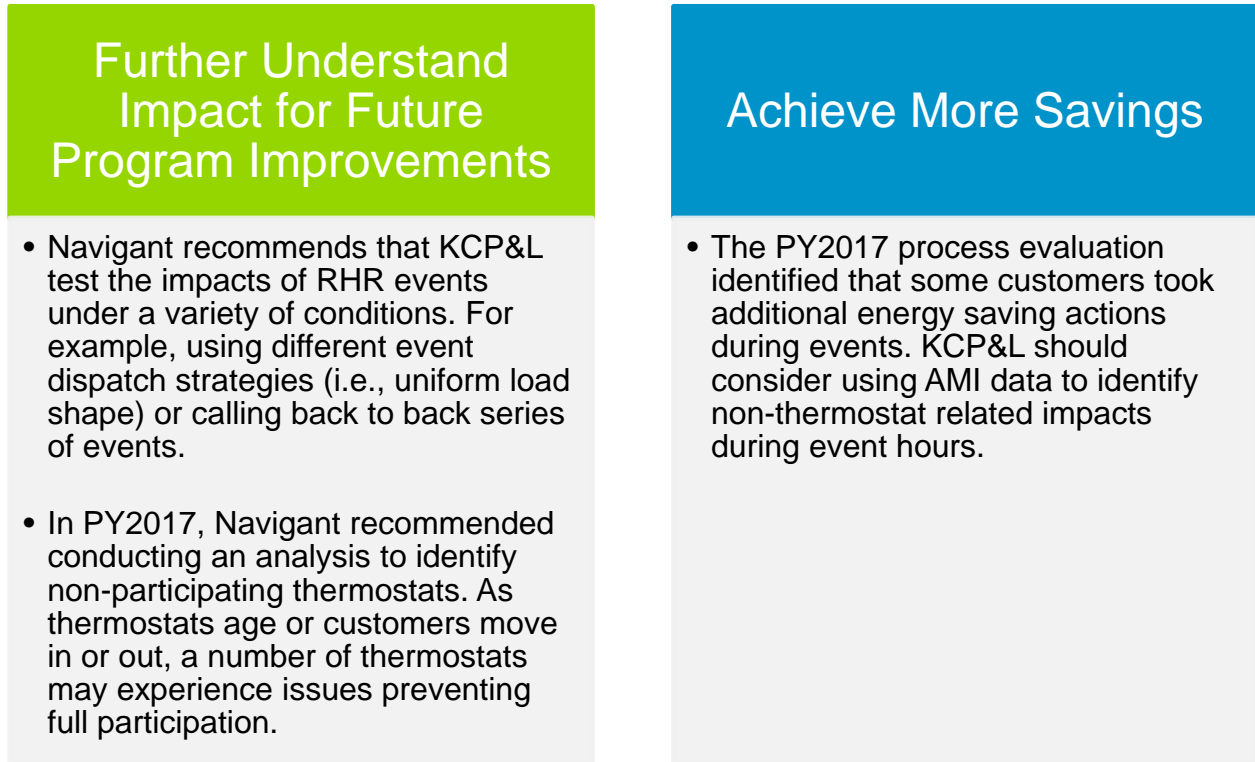 Further Understand
Impact for Future
Program Improvements
• Navigant recommends that KCP&L
test the impacts of RHR events
under a variety of conditions. For
example, using different event
dispatch strategies (i.e., uniform load
shape) or calling back to back series
of events.
• In PY2017, Navigant recommended
conducting an analysis to identify
non-participating thermostats. As
thermostats age or customers move
in or out, a number of thermostats
may experience issues preventing
full participation.
Achieve More Savings
• The PY2017 process evaluation
identified that some customers took
additional energy saving actions
during events. KCP&L should
consider using AMI data to identify
non-thermostat related impacts
during event hours.